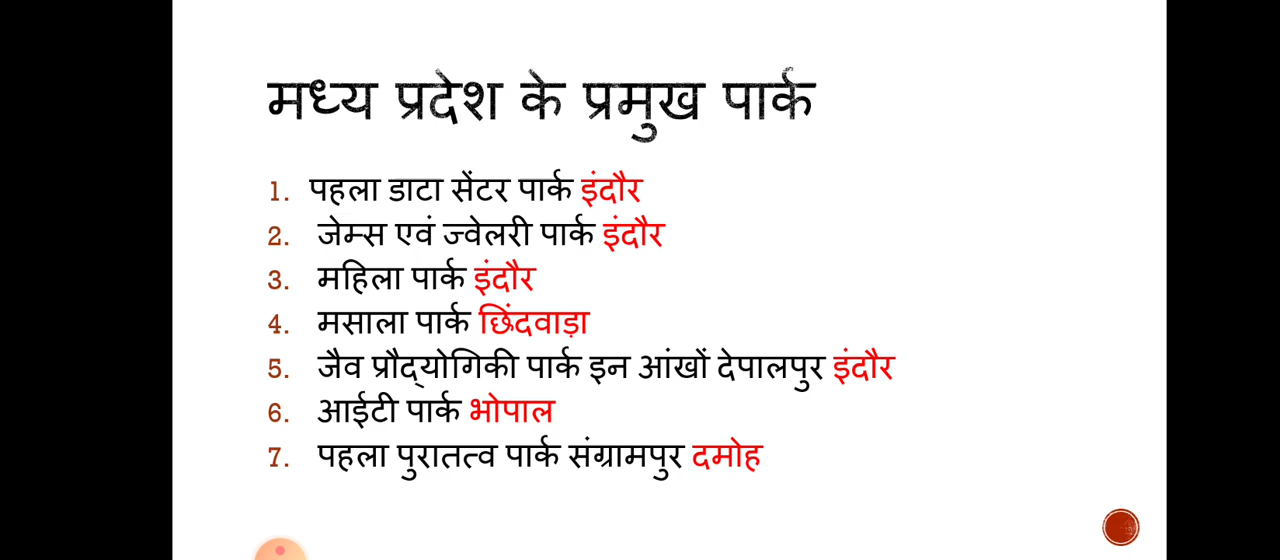 मध्य प्रदेश के प्रमुख पार्क
1. पहला डाटा सेंटर पार्क इंदौर
2. जेम्स एवं ज्वेलरी पार्क इंदौर
3. महिला पार्क इंदौर
4. मसाला पार्क छिंदवाड़ा
5. जैव प्रौद्योगिकी पार्क इन आंखों देपालपुर इंदौर
6. आईटी पार्क भोपाल
7. पहला पुरातत्व पार्क संग्रामपुर दमोह